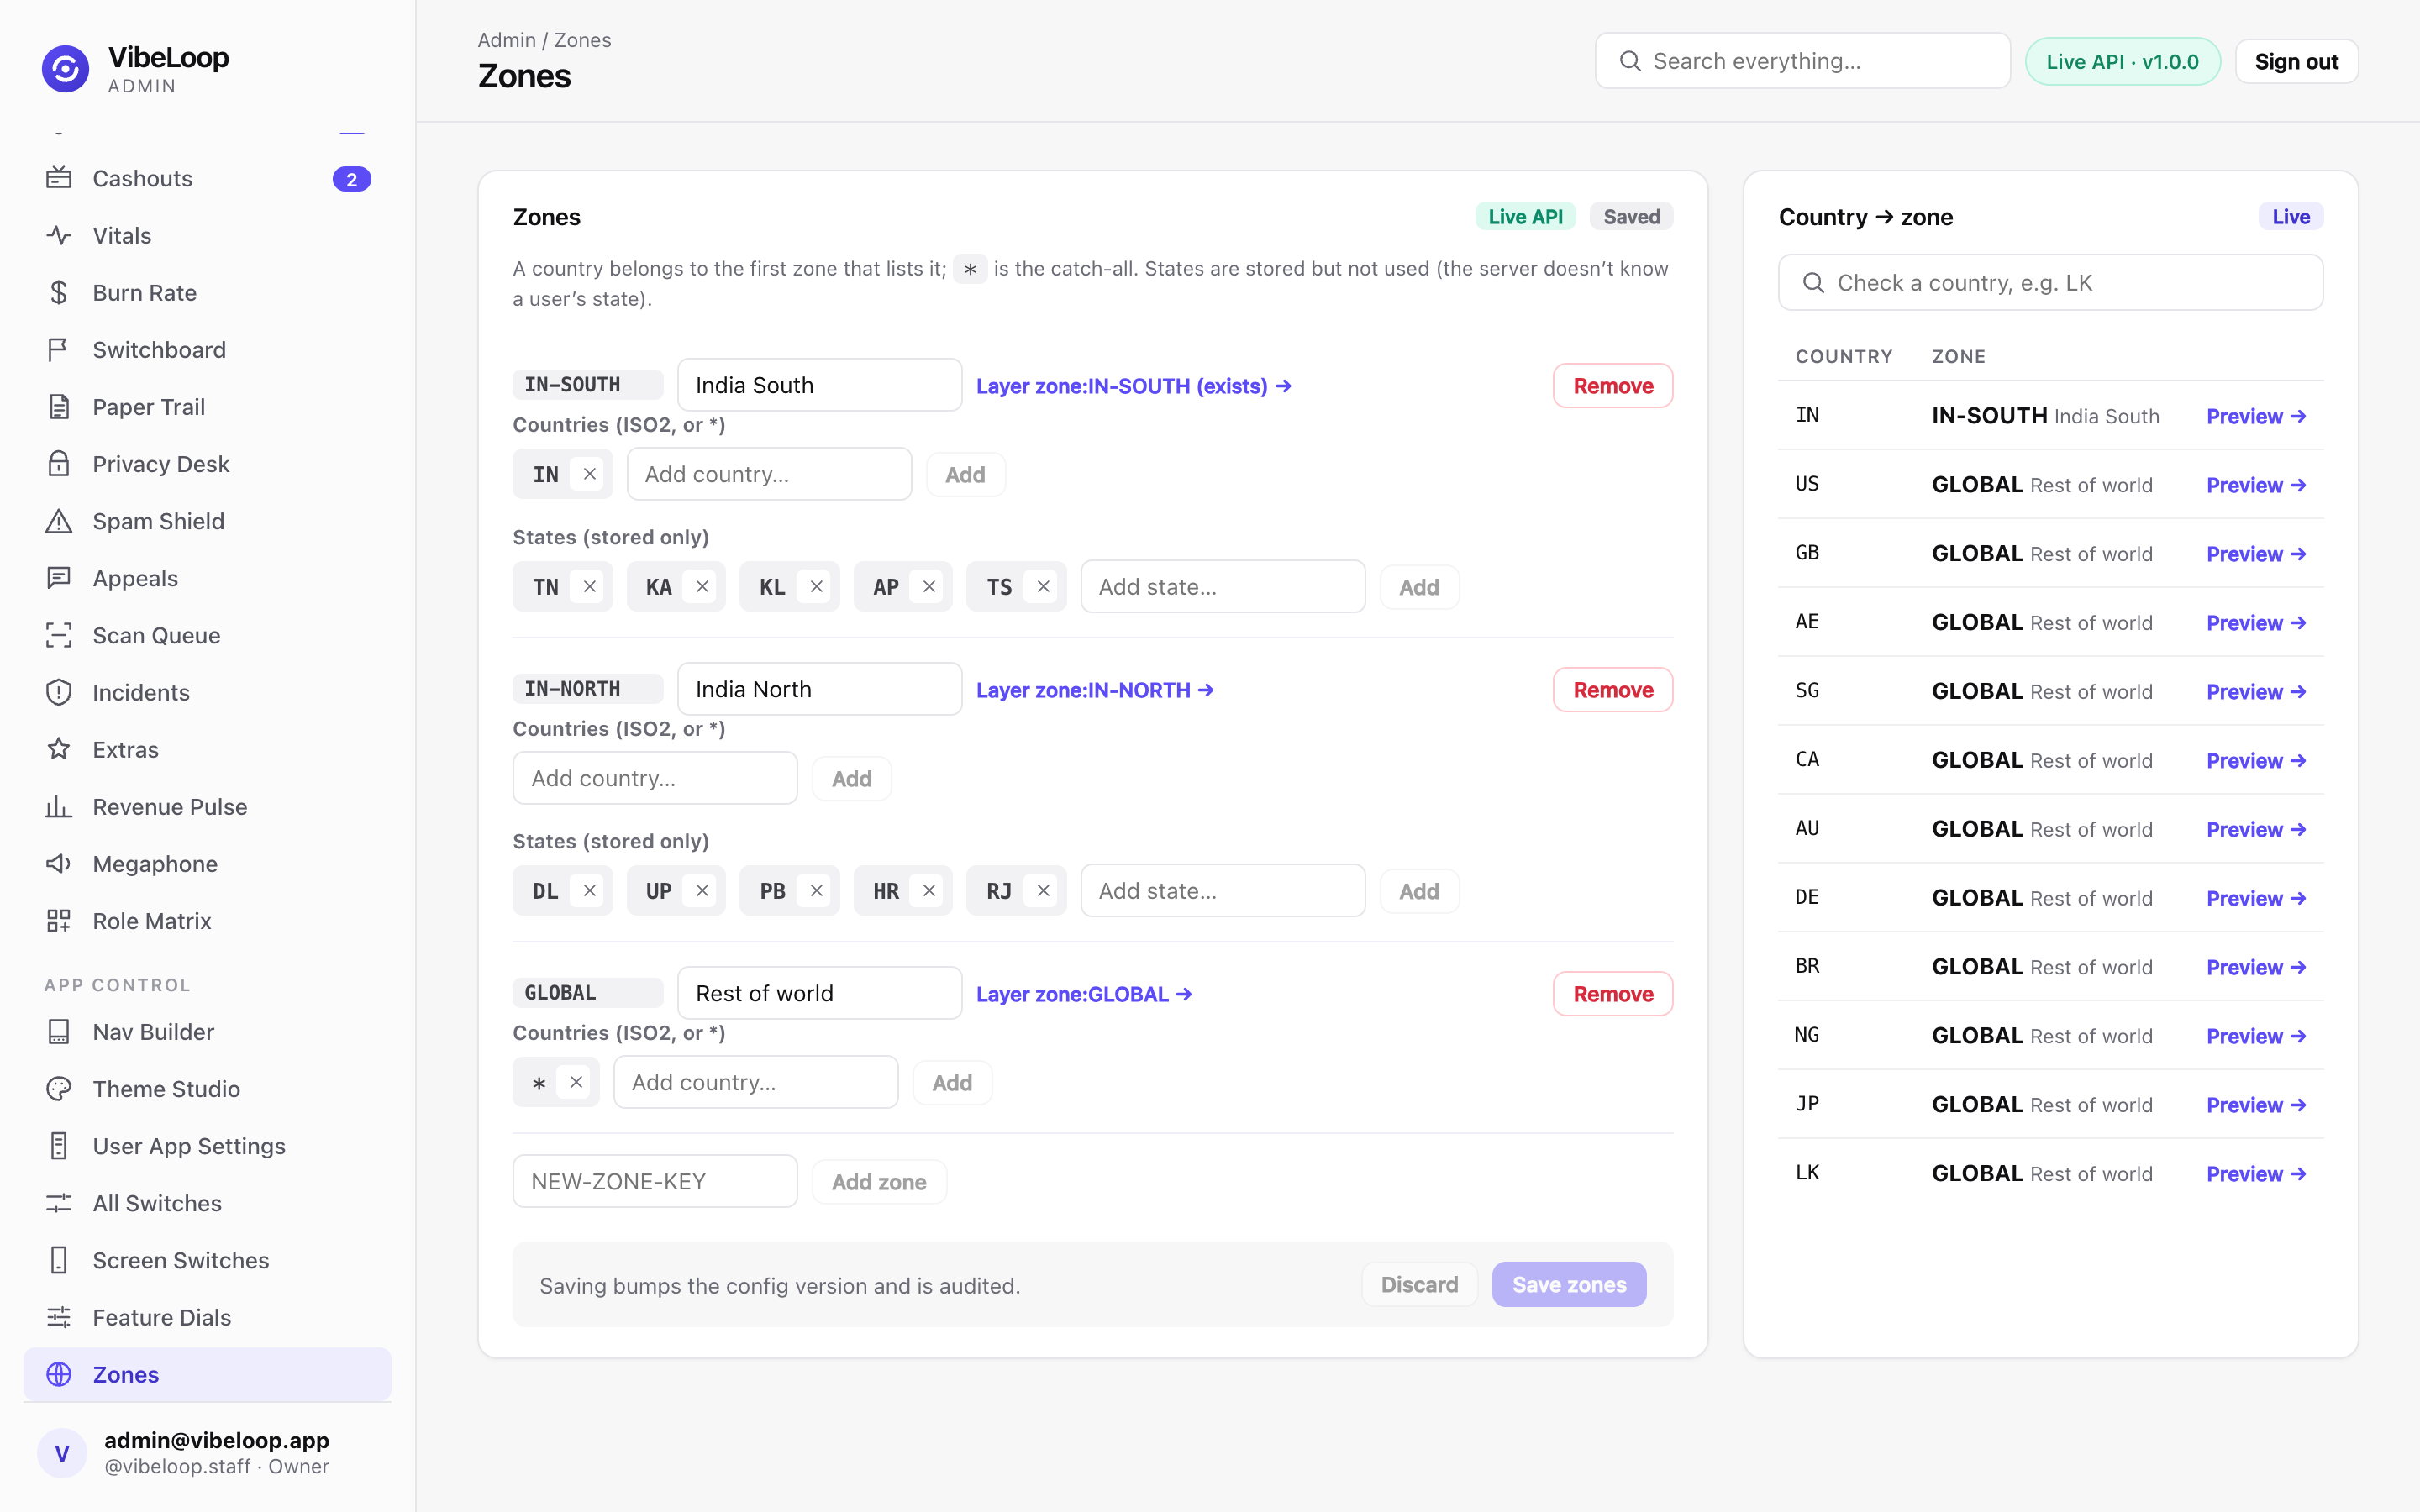 VibeLoop
ADMIN
Cashouts 2
Vitals
Burn Rate
Switchboard
Paper Trail
Privacy Desk
Spam Shield
Appeals
Scan Queue
Incidents
Extras
Revenue Pulse
Megaphone
Role Matrix
APP CONTROL
Nav Builder
Theme Studio
User App Settings
All Switches
Screen Switches
Feature Dials
Zones
V
admin@vibeloop.app
@vibeloop.staff · Owner
Admin / Zones
Zones
Search everything...
Live API · v1.0.0
Sign out
Zones
Live API
Saved
A country belongs to the first zone that lists it; * is the catch-all. States are stored but not used (the server doesn’t know
a user’s state).
IN-SOUTH India South Layer zone:IN-SOUTH (exists) → Remove
Countries (ISO2, or *)
IN × Add country... Add
States (stored only)
TN × KA × KL × AP × TS × Add state... Add
IN-NORTH India North Layer zone:IN-NORTH → Remove
Countries (ISO2, or *)
Add country... Add
States (stored only)
DL × UP × PB × HR × RJ × Add state... Add
GLOBAL Rest of world Layer zone:GLOBAL → Remove
Countries (ISO2, or *)
* × Add country... Add
NEW-ZONE-KEY Add zone
Saving bumps the config version and is audited. Discard Save zones
Country → zone Live
Check a country, e.g. LK
COUNTRY ZONE
IN IN-SOUTH India South Preview →
US GLOBAL Rest of world Preview →
GB GLOBAL Rest of world Preview →
AE GLOBAL Rest of world Preview →
SG GLOBAL Rest of world Preview →
CA GLOBAL Rest of world Preview →
AU GLOBAL Rest of world Preview →
DE GLOBAL Rest of world Preview →
BR GLOBAL Rest of world Preview →
NG GLOBAL Rest of world Preview →
JP GLOBAL Rest of world Preview →
LK GLOBAL Rest of world Preview →